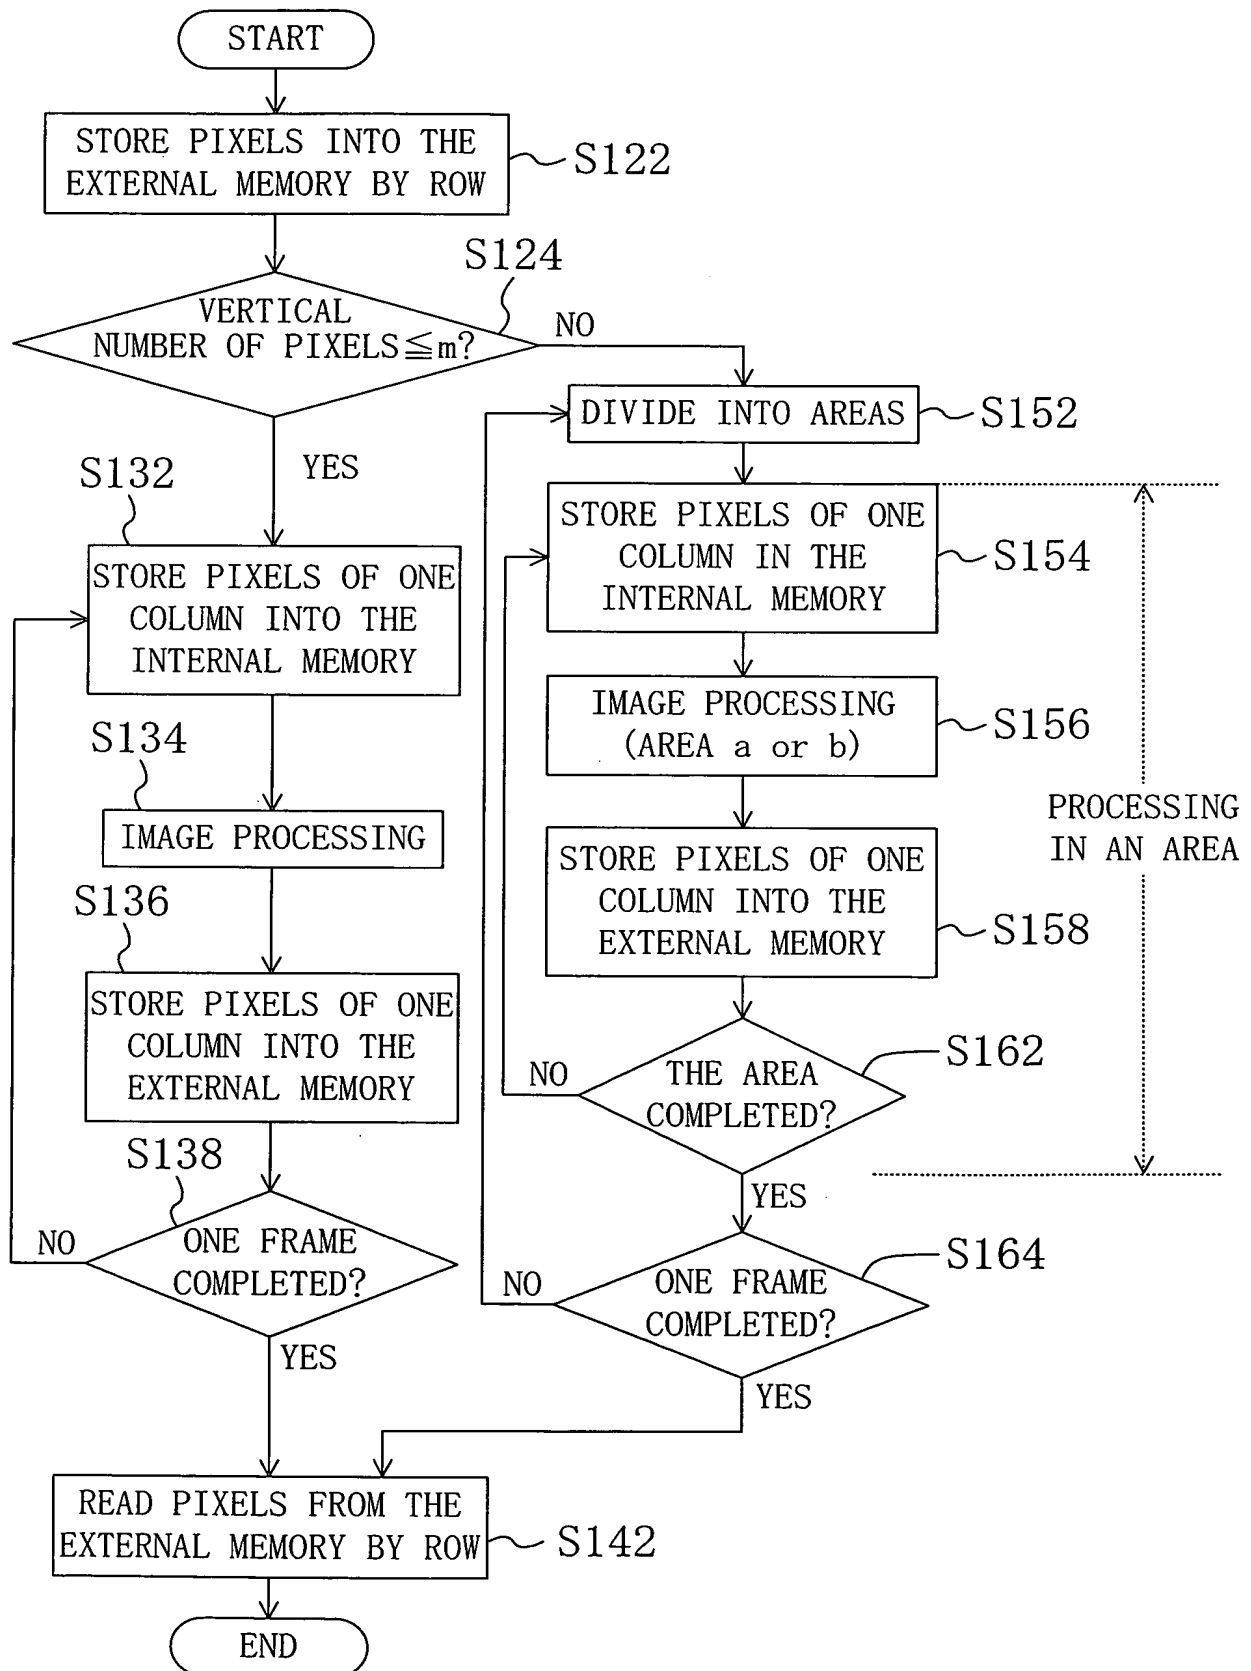 START
STORE PIXELS INTO THE
EXTERNAL MEMORY BY ROW
S122
S124
VERTICAL
NUMBER OF PIXELS≦m?
NO
YES
DIVIDE INTO AREAS
S152
S132
STORE PIXELS OF ONE
COLUMN INTO THE
INTERNAL MEMORY
S134
IMAGE PROCESSING
S136
STORE PIXELS OF ONE
COLUMN INTO THE
EXTERNAL MEMORY
S138
ONE FRAME
COMPLETED?
NO
YES
STORE PIXELS OF ONE
COLUMN IN THE
INTERNAL MEMORY
S154
IMAGE PROCESSING
(AREA a or b)
S156
STORE PIXELS OF ONE
COLUMN INTO THE
EXTERNAL MEMORY
S158
PROCESSING
IN AN AREA
S162
THE AREA
COMPLETED?
NO
YES
S164
ONE FRAME
COMPLETED?
NO
YES
READ PIXELS FROM THE
EXTERNAL MEMORY BY ROW
S142
END